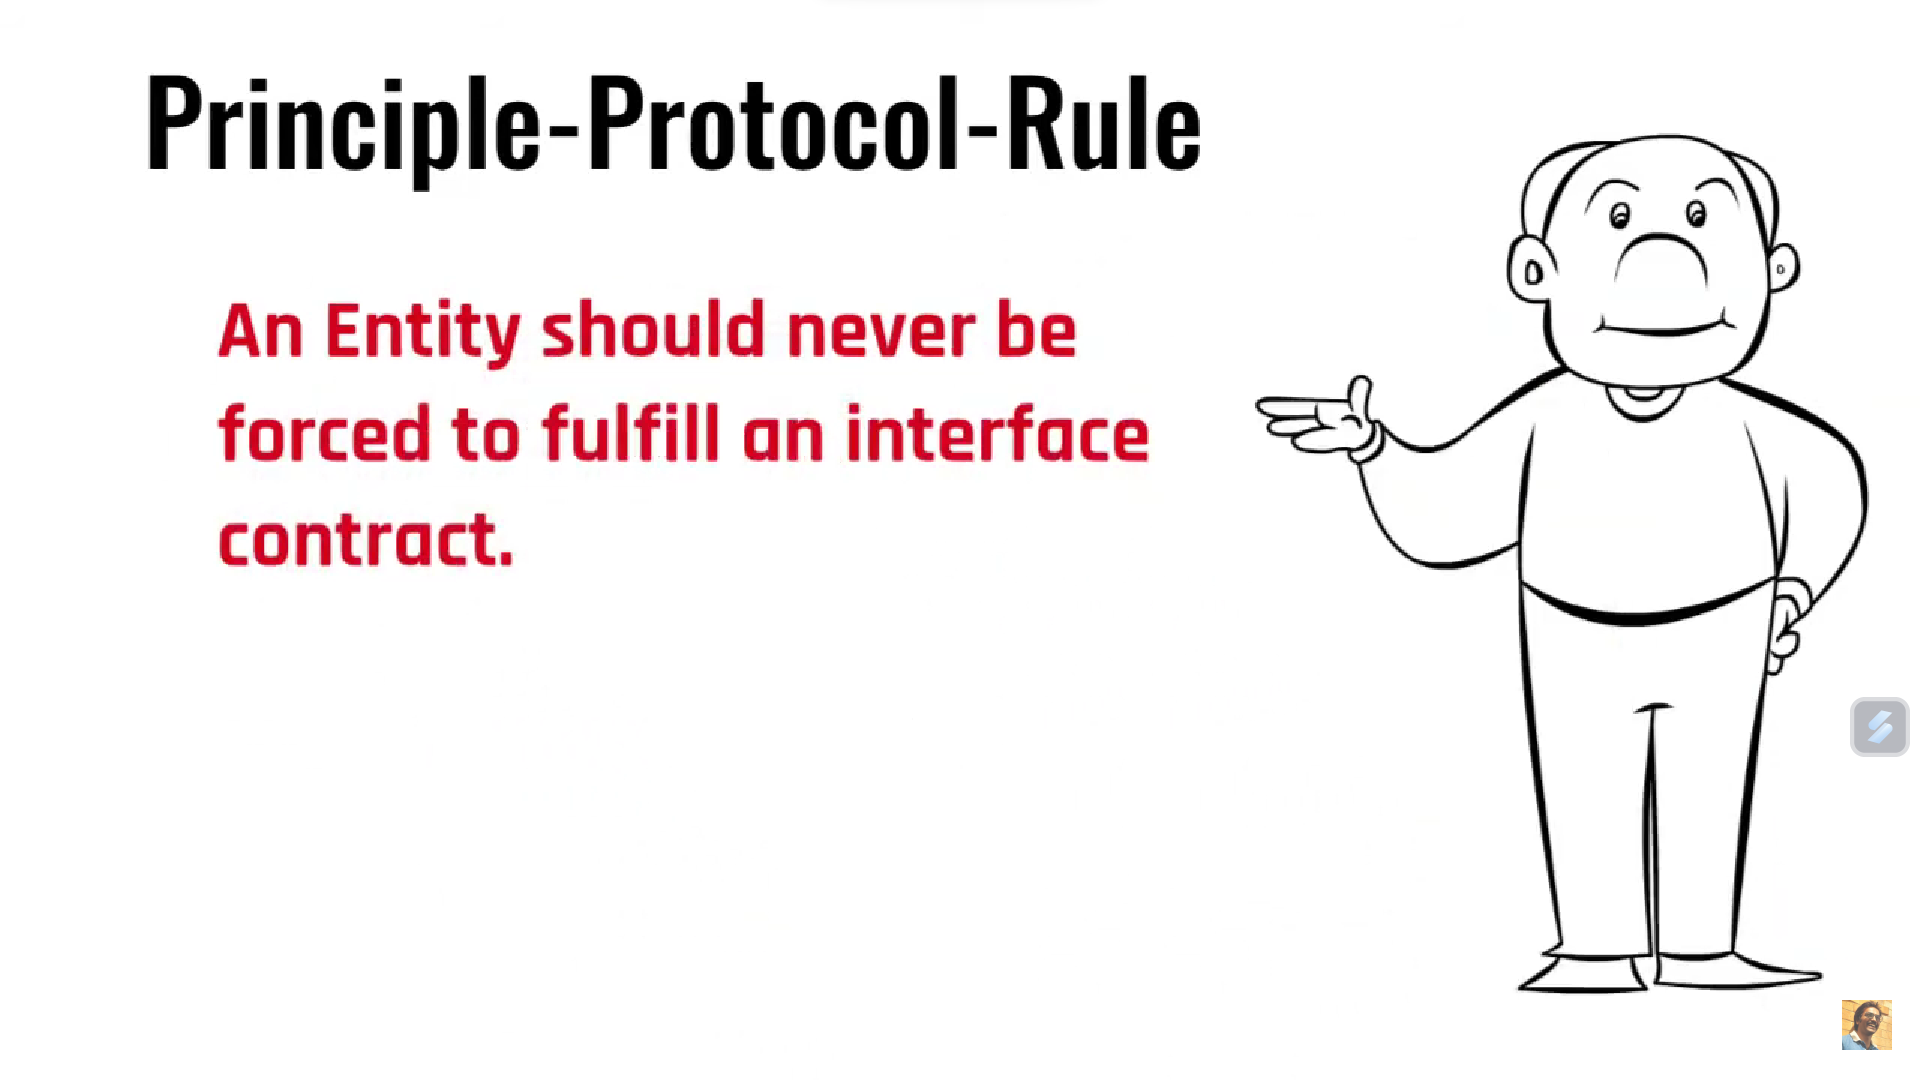 Principle-Protocol-Rule
An Entity should never be
forced to fulfill an interface
contract.